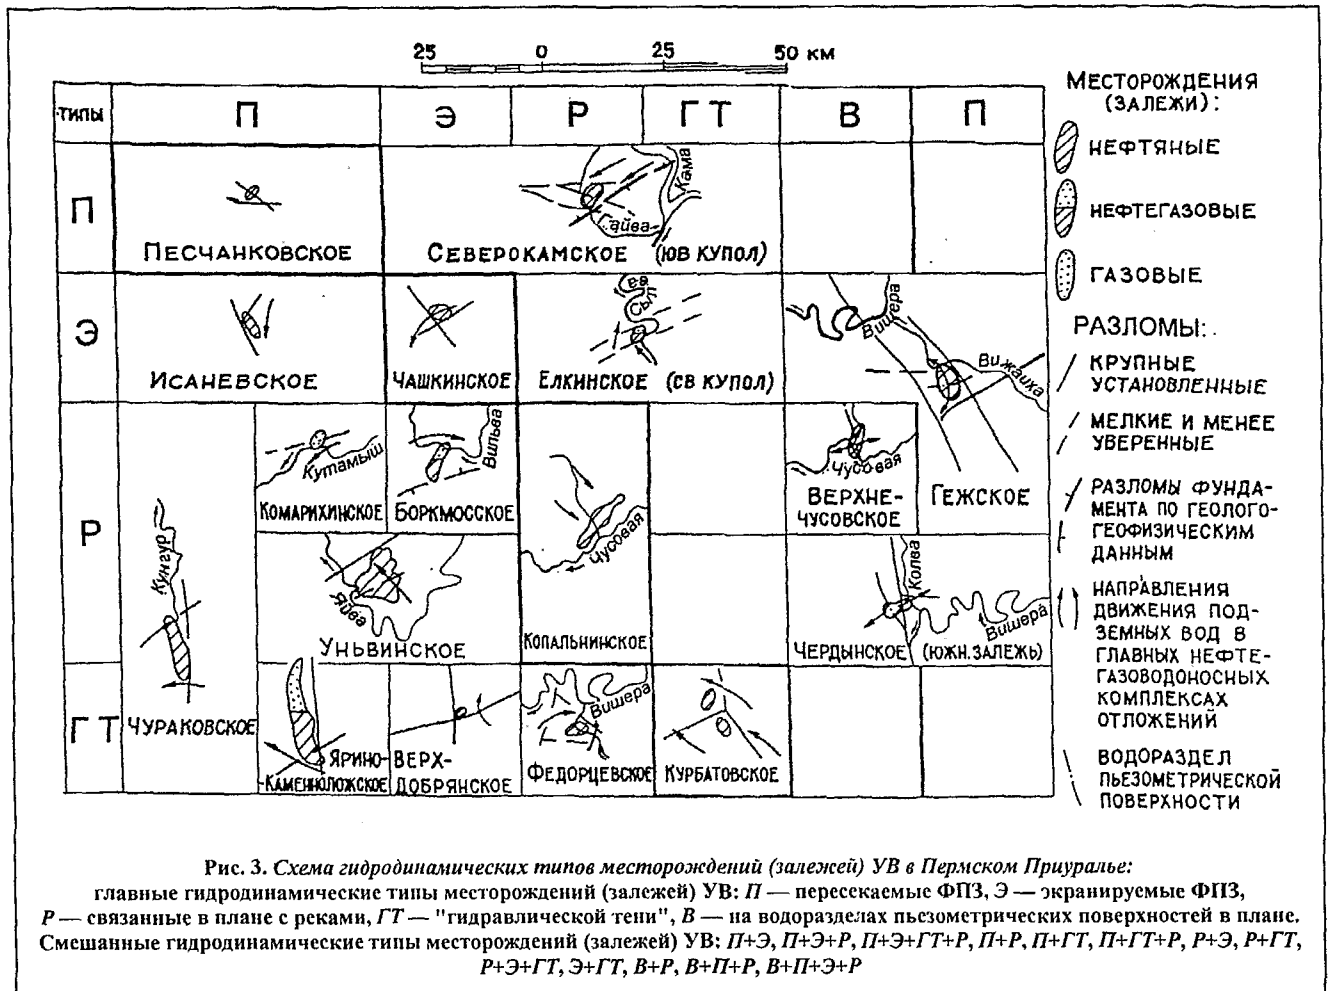 25 0 25 50 км
ТИПЫ П Э Р ГТ В П
П
Кама
Гайва
ПЕСЧАНКОВСКОЕ
СЕВЕРОКАМСКОЕ (ЮВ КУПОЛ)
Э
Сылва
Вишера
Вижаиха
ИСАНЕВСКОЕ
ЧАШКИНСКОЕ
ЕЛКИНСКОЕ (СВ КУПОЛ)
Р
Кутамыш
Вильва
Чусовая
КОМАРИХИНСКОЕ
БОРКМОССКОЕ
ВЕРХНЕ-
ЧУСОВСКОЕ
ГЕЖСКОЕ
Кунгур
Яйва
Чусовая
Колва
Вишера
УНЬВИНСКОЕ
КОПАЛЬНИНСКОЕ
ЧЕРДЫНСКОЕ (ЮЖН. ЗАЛЕЖЬ)
ГТ
Вишера
ЧУРАКОВСКОЕ
ЯРИНО-
КАМЕННОЛОЖСКОЕ
ВЕРХ-
ДОБРЯНСКОЕ
ФЕДОРЦЕВСКОЕ
КУРБАТОВСКОЕ
МЕСТОРОЖДЕНИЯ
(ЗАЛЕЖИ):
НЕФТЯНЫЕ
НЕФТЕГАЗОВЫЕ
ГАЗОВЫЕ
РАЗЛОМЫ:
КРУПНЫЕ
УСТАНОВЛЕННЫЕ
МЕЛКИЕ И МЕНЕЕ
УВЕРЕННЫЕ
РАЗЛОМЫ ФУНДА-
МЕНТА ПО ГЕОЛОГО-
ГЕОФИЗИЧЕСКИМ
ДАННЫМ
НАПРАВЛЕНИЯ
ДВИЖЕНИЯ ПОД-
ЗЕМНЫХ ВОД В
ГЛАВНЫХ НЕФТЕ-
ГАЗОВОДОНОСНЫХ
КОМПЛЕКСАХ
ОТЛОЖЕНИЙ
ВОДОРАЗДЕЛ
ПЬЕЗОМЕТРИЧЕСКОЙ
ПОВЕРХНОСТИ
Рис. 3. Схема гидродинамических типов месторождений (залежей) УВ в Пермском Приуралье:
главные гидродинамические типы месторождений (залежей) УВ: П — пересекаемые ФПЗ, Э — экранируемые ФПЗ,
Р — связанные в плане с реками, ГТ — "гидравлической тени", В — на водоразделах пьезометрических поверхностей в плане.
Смешанные гидродинамические типы месторождений (залежей) УВ: П+Э, П+Э+Р, П+Э+ГТ+Р, П+Р, П+ГТ, П+ГТ+Р, Р+Э, Р+ГТ,
Р+Э+ГТ, Э+ГТ, В+Р, В+П+Р, В+П+Э+Р